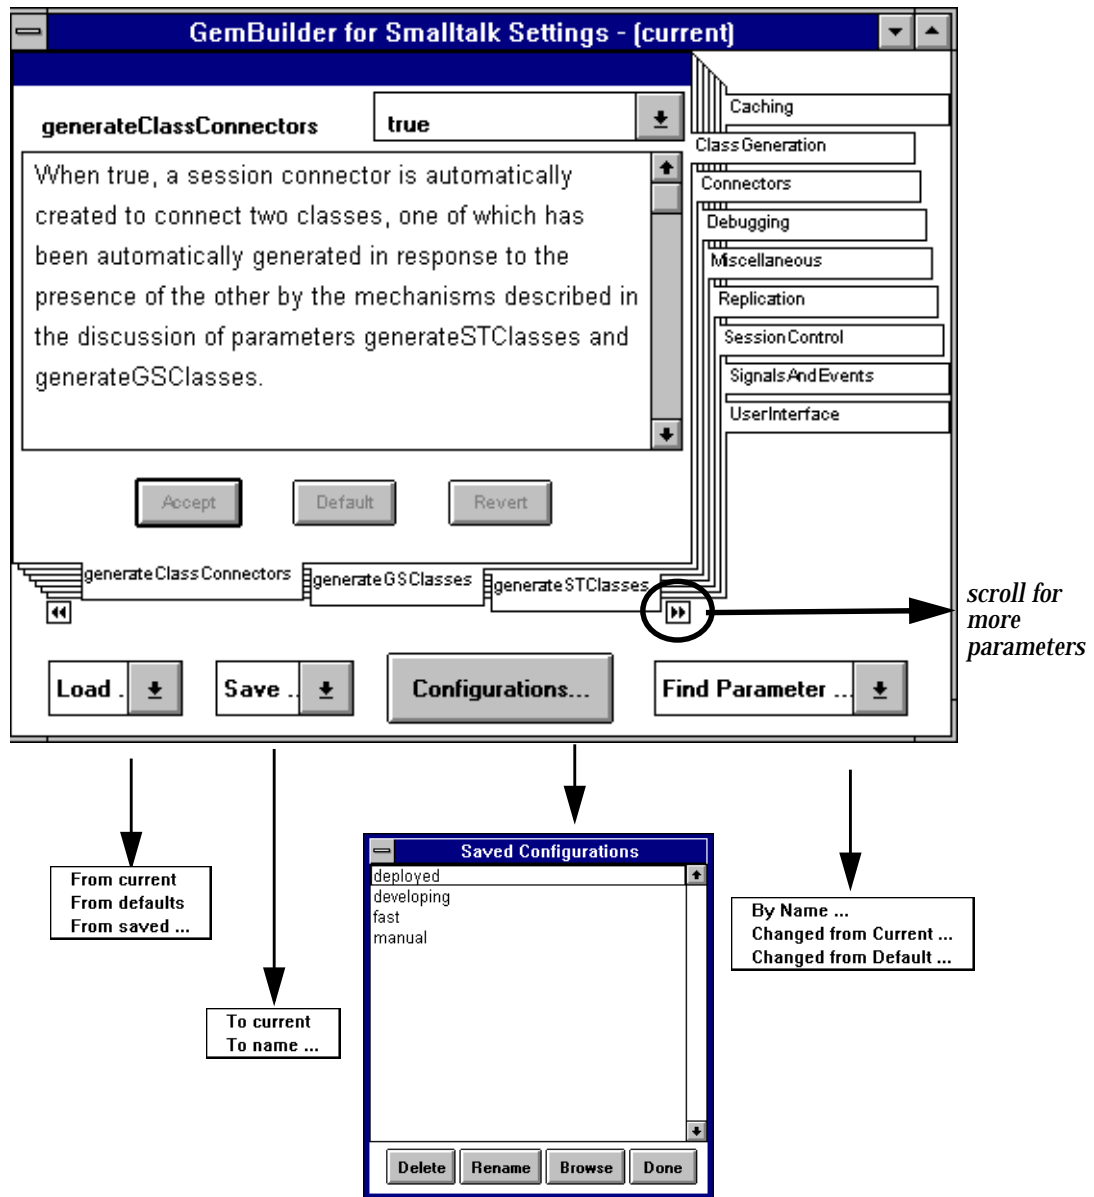 GemBuilder for Smalltalk Settings - (current)
generateClassConnectors
true
When true, a session connector is automatically
created to connect two classes, one of which has
been automatically generated in response to the
presence of the other by the mechanisms described in
the discussion of parameters generateSTClasses and
generateGSClasses.
Accept
Default
Revert
Caching
ClassGeneration
Connectors
Debugging
Miscellaneous
Replication
SessionControl
SignalsAndEvents
UserInterface
generateClassConnectors
generateGSClasses
generateSTClasses
scroll for
more
parameters
Load .
Save ..
Configurations...
Find Parameter ...
From current
From defaults
From saved ...
To current
To name ...
Saved Configurations
deployed
developing
fast
manual
Delete
Rename
Browse
Done
By Name ...
Changed from Current ...
Changed from Default ...